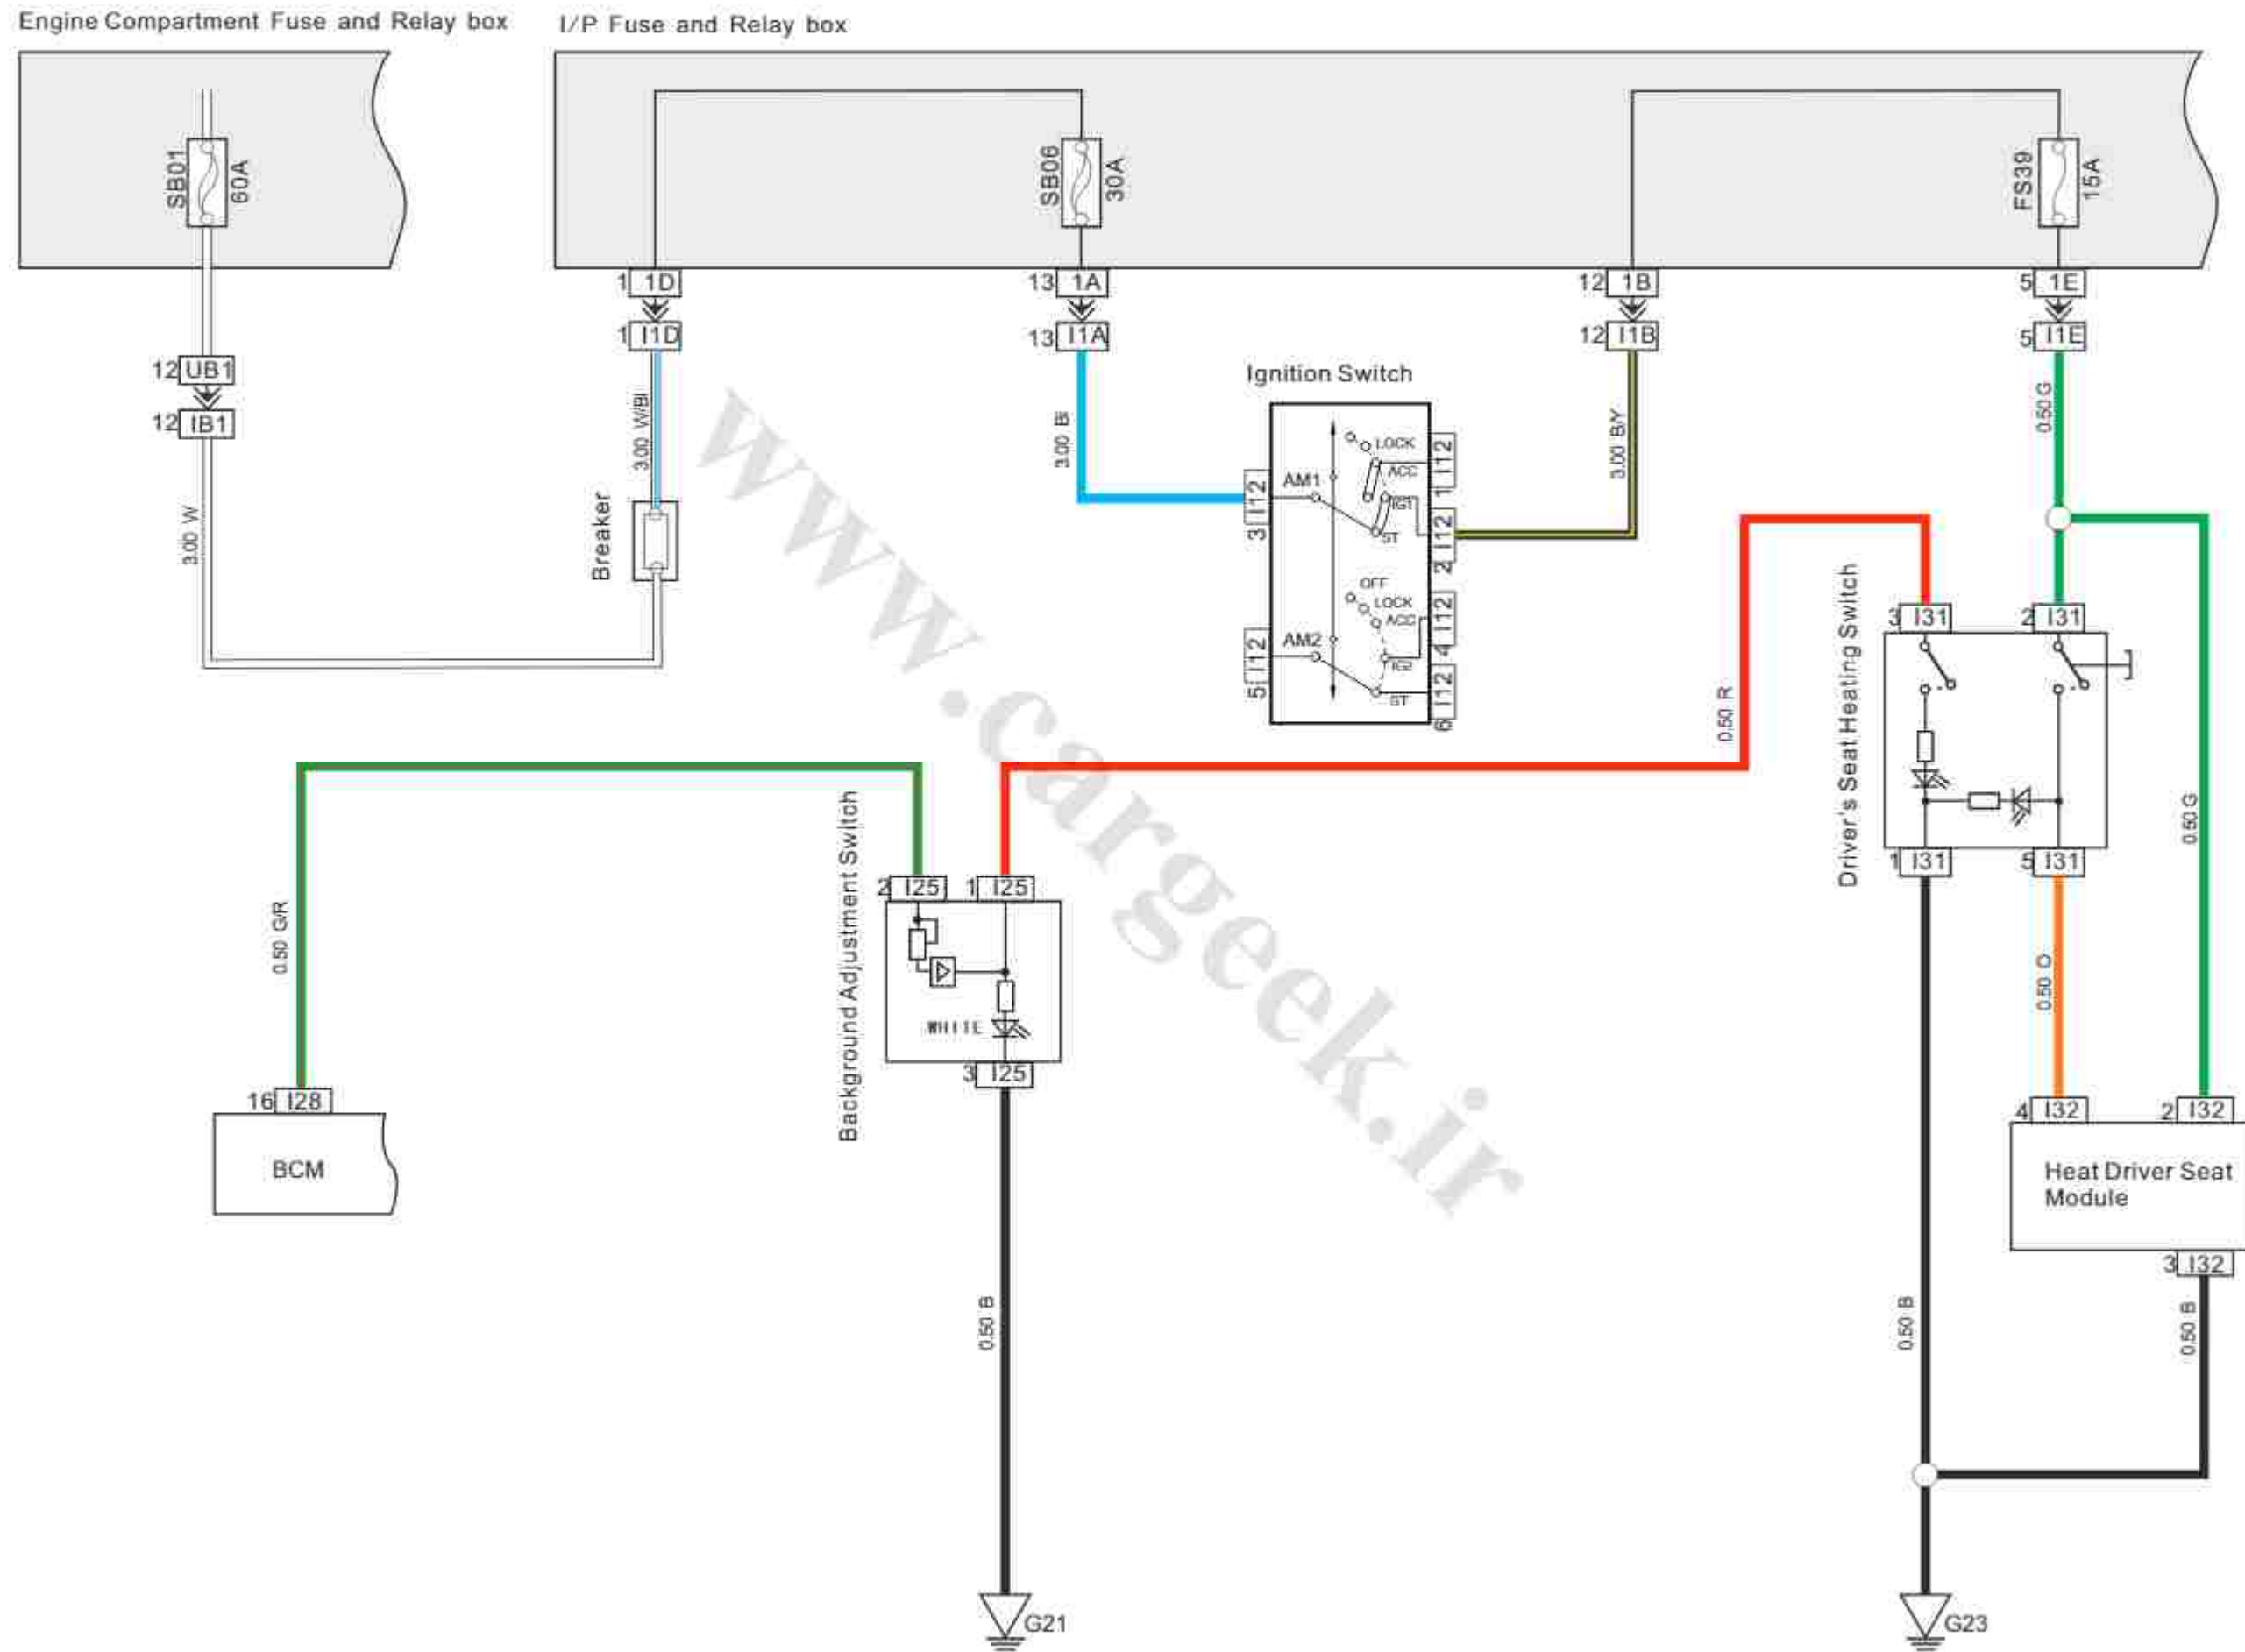 Engine Compartment Fuse and Relay box
I/P Fuse and Relay box
SB01
60A
SB06
30A
FS39
15A
1 1D
13 1A
12 1B
5 1E
1 I1D
13 I1A
12 I1B
5 I1E
12 UB1
12 IB1
3.00 W
3.00 W/Bl
3.00 Bl
3.00 B/Y
0.50 G
Breaker
Ignition Switch
LOCK
ACC
AM1
IG1
ST
OFF
LOCK
ACC
AM2
IG2
ST
3 I12
5 I12
1 I12
2 I12
4 I12
6 I12
0.50 R
3 I31
2 I31
Driver's Seat Heating Switch
1 I31
5 I31
0.50 G
0.50 O
0.50 G/R
Background Adjustment Switch
2 I25
1 I25
WHITE
3 I25
16 I28
BCM
4 I32
2 I32
Heat Driver Seat
Module
3 I32
0.50 B
0.50 B
0.50 B
G21
G23
www.cargeek.ir